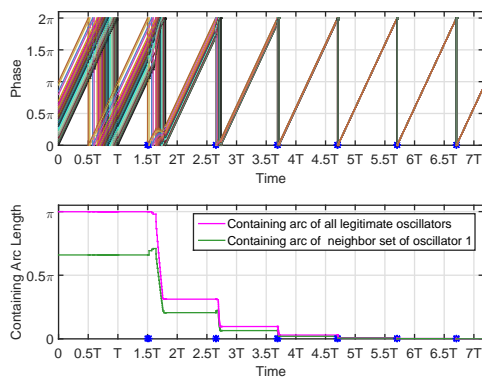 2π
1.5π
π
0.5π
0
Phase
0 0.5T T 1.5T 2T 2.5T 3T 3.5T 4T 4.5T 5T 5.5T 6T 6.5T 7T
Time
π
0.5π
0
Containing Arc Length
Containing arc of all legitimate oscillators
Containing arc of neighbor set of oscillator 1
0 0.5T T 1.5T 2T 2.5T 3T 3.5T 4T 4.5T 5T 5.5T 6T 6.5T 7T
Time